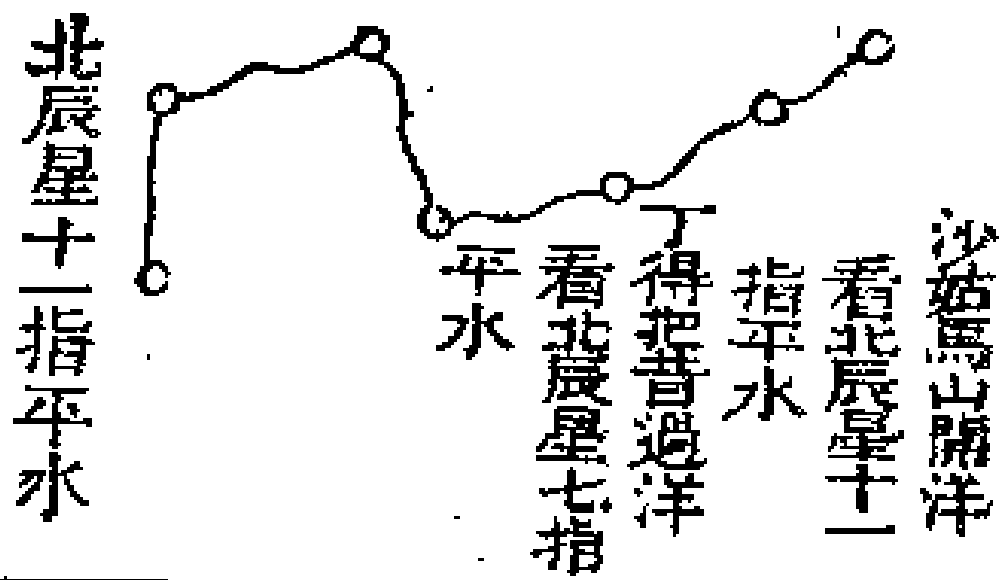 沙姑馬山開洋
看北辰星十一
指平水
丁得把昔過洋
看北辰星七指
平水
北辰星十一指平水